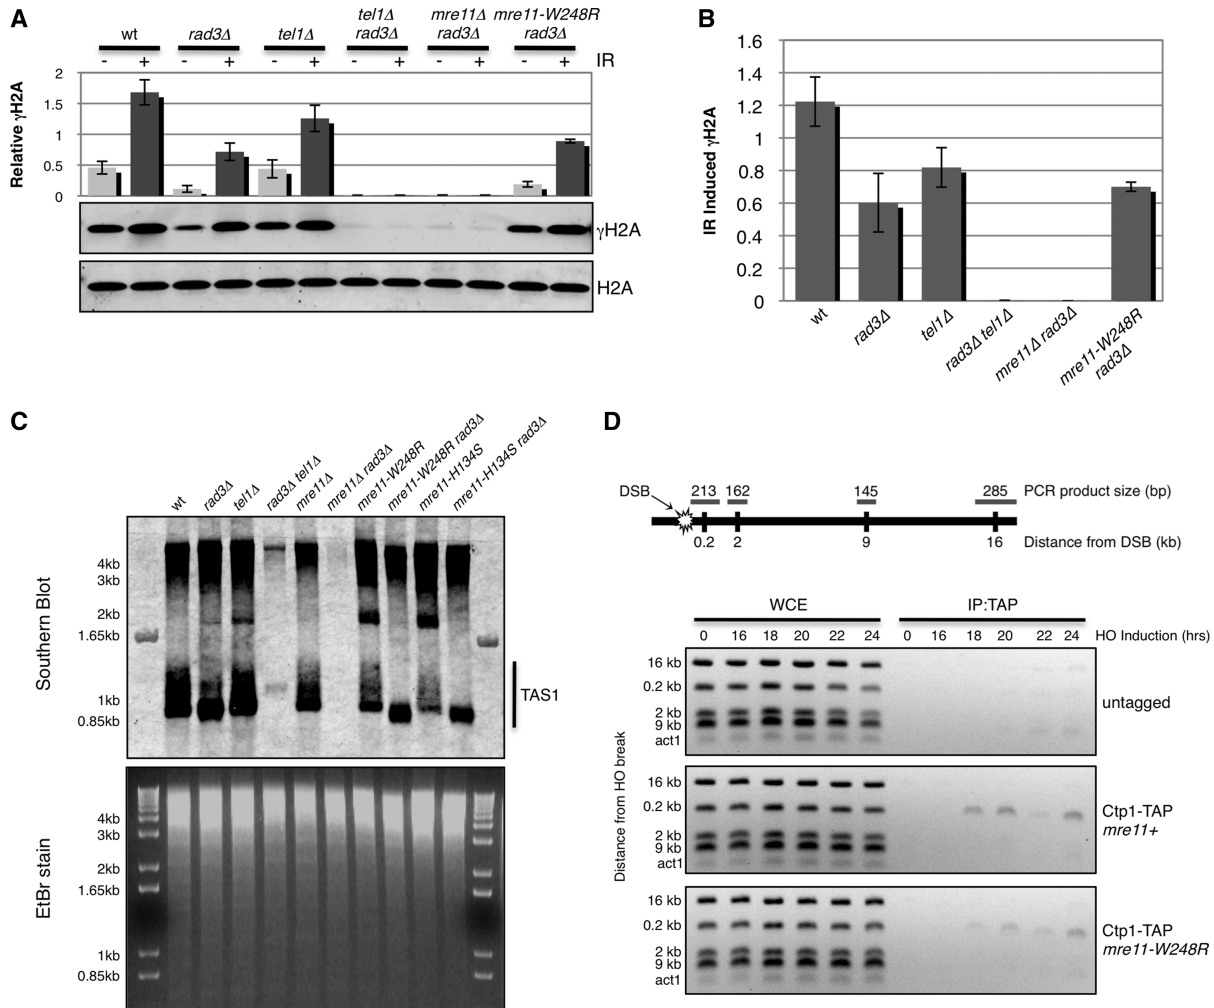 A
wt
rad3Δ
tel1Δ
tel1Δ rad3Δ
mre11Δ rad3Δ
mre11-W248R rad3Δ
- + - + - + - + - + - + IR
Relative γH2A
2
1.5
1
0.5
0
γH2A
H2A
B
IR Induced γH2A
1.6
1.4
1.2
1
0.8
0.6
0.4
0.2
0
wt
rad3Δ
tel1Δ
rad3Δ tel1Δ
mre11Δ rad3Δ
mre11-W248R rad3Δ
C
wt
rad3Δ
tel1Δ
rad3Δ tel1Δ
mre11Δ
mre11Δ rad3Δ
mre11-W248R
mre11-W248R rad3Δ
mre11-H134S
mre11-H134S rad3Δ
Southern Blot
4kb
3kb
2kb
1.65kb
1kb
0.85kb
TAS1
EtBr stain
4kb
3kb
2kb
1.65kb
1kb
0.85kb
D
DSB
213 162 145 285 PCR product size (bp)
0.2 2 9 16 Distance from DSB (kb)
WCE IP:TAP
0 16 18 20 22 24 0 16 18 20 22 24 HO Induction (hrs)
Distance from HO break
16 kb
0.2 kb
2 kb
9 kb
act1
untagged
16 kb
0.2 kb
2 kb
9 kb
act1
Ctp1-TAP
mre11+
16 kb
0.2 kb
2 kb
9 kb
act1
Ctp1-TAP
mre11-W248R